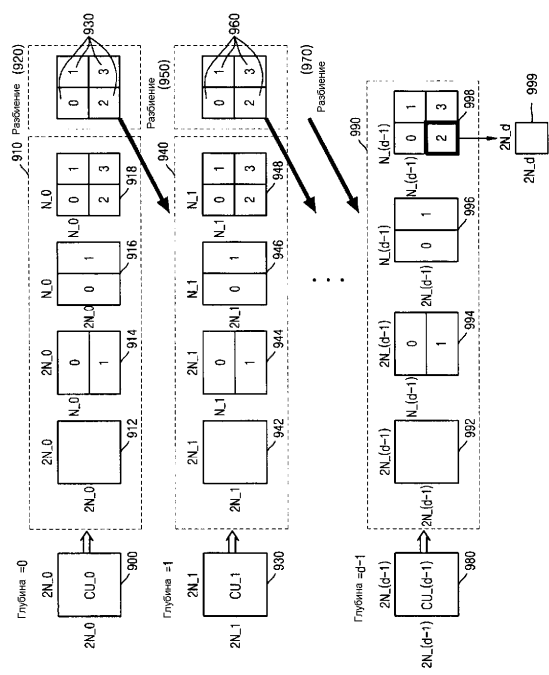 Глубина =0
2N_0
2N_0
CU_0
900
910
2N_0
2N_0
912
2N_0
N_0
0
1
914
N_0
2N_0
0
1
916
N_0
N_0
0
1
2
3
918
Разбиение (920)
0
1
2
3
930
Глубина =1
2N_1
2N_1
CU_1
930
940
2N_1
2N_1
942
2N_1
N_1
0
1
944
N_1
2N_1
0
1
946
N_1
N_1
0
1
2
3
948
Разбиение (950)
0
1
2
3
960
. . .
(970)
Разбиение
Глубина =d-1
2N_(d-1)
2N_(d-1)
CU_(d-1)
980
990
2N_(d-1)
2N_(d-1)
992
2N_(d-1)
N_(d-1)
0
1
994
N_(d-1)
2N_(d-1)
0
1
996
N_(d-1)
N_(d-1)
0
1
2
3
998
2N_d
2N_d
999